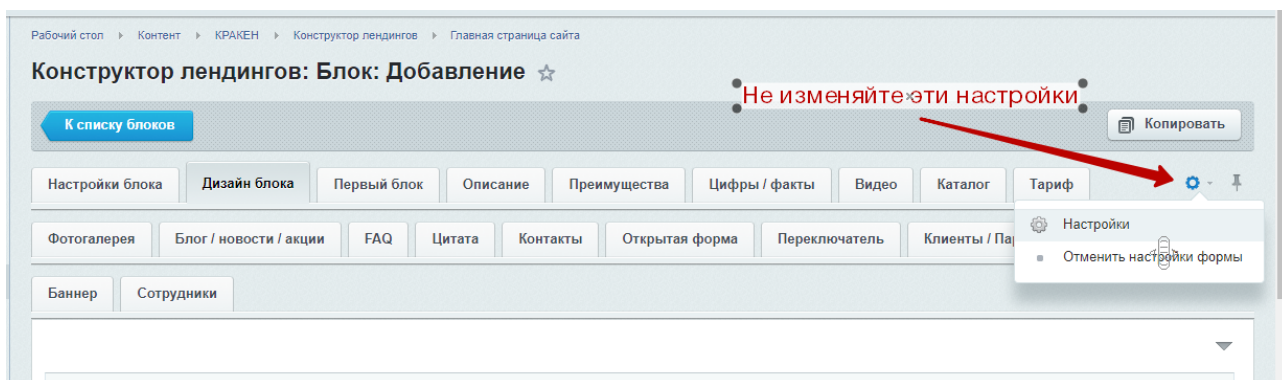 Рабочий стол Контент КРАКЕН Конструктор лендингов Главная страница сайта
Конструктор лендингов: Блок: Добавление
Не изменяйте эти настройки
К списку блоков Копировать
Настройки блока Дизайн блока Первый блок Описание Преимущества Цифры / факты Видео Каталог Тариф
Настройки
Фотогалерея Блог / новости / акции FAQ Цитата Контакты Открытая форма Переключатель Клиенты / Па
Отменить настройки формы
Баннер Сотрудники